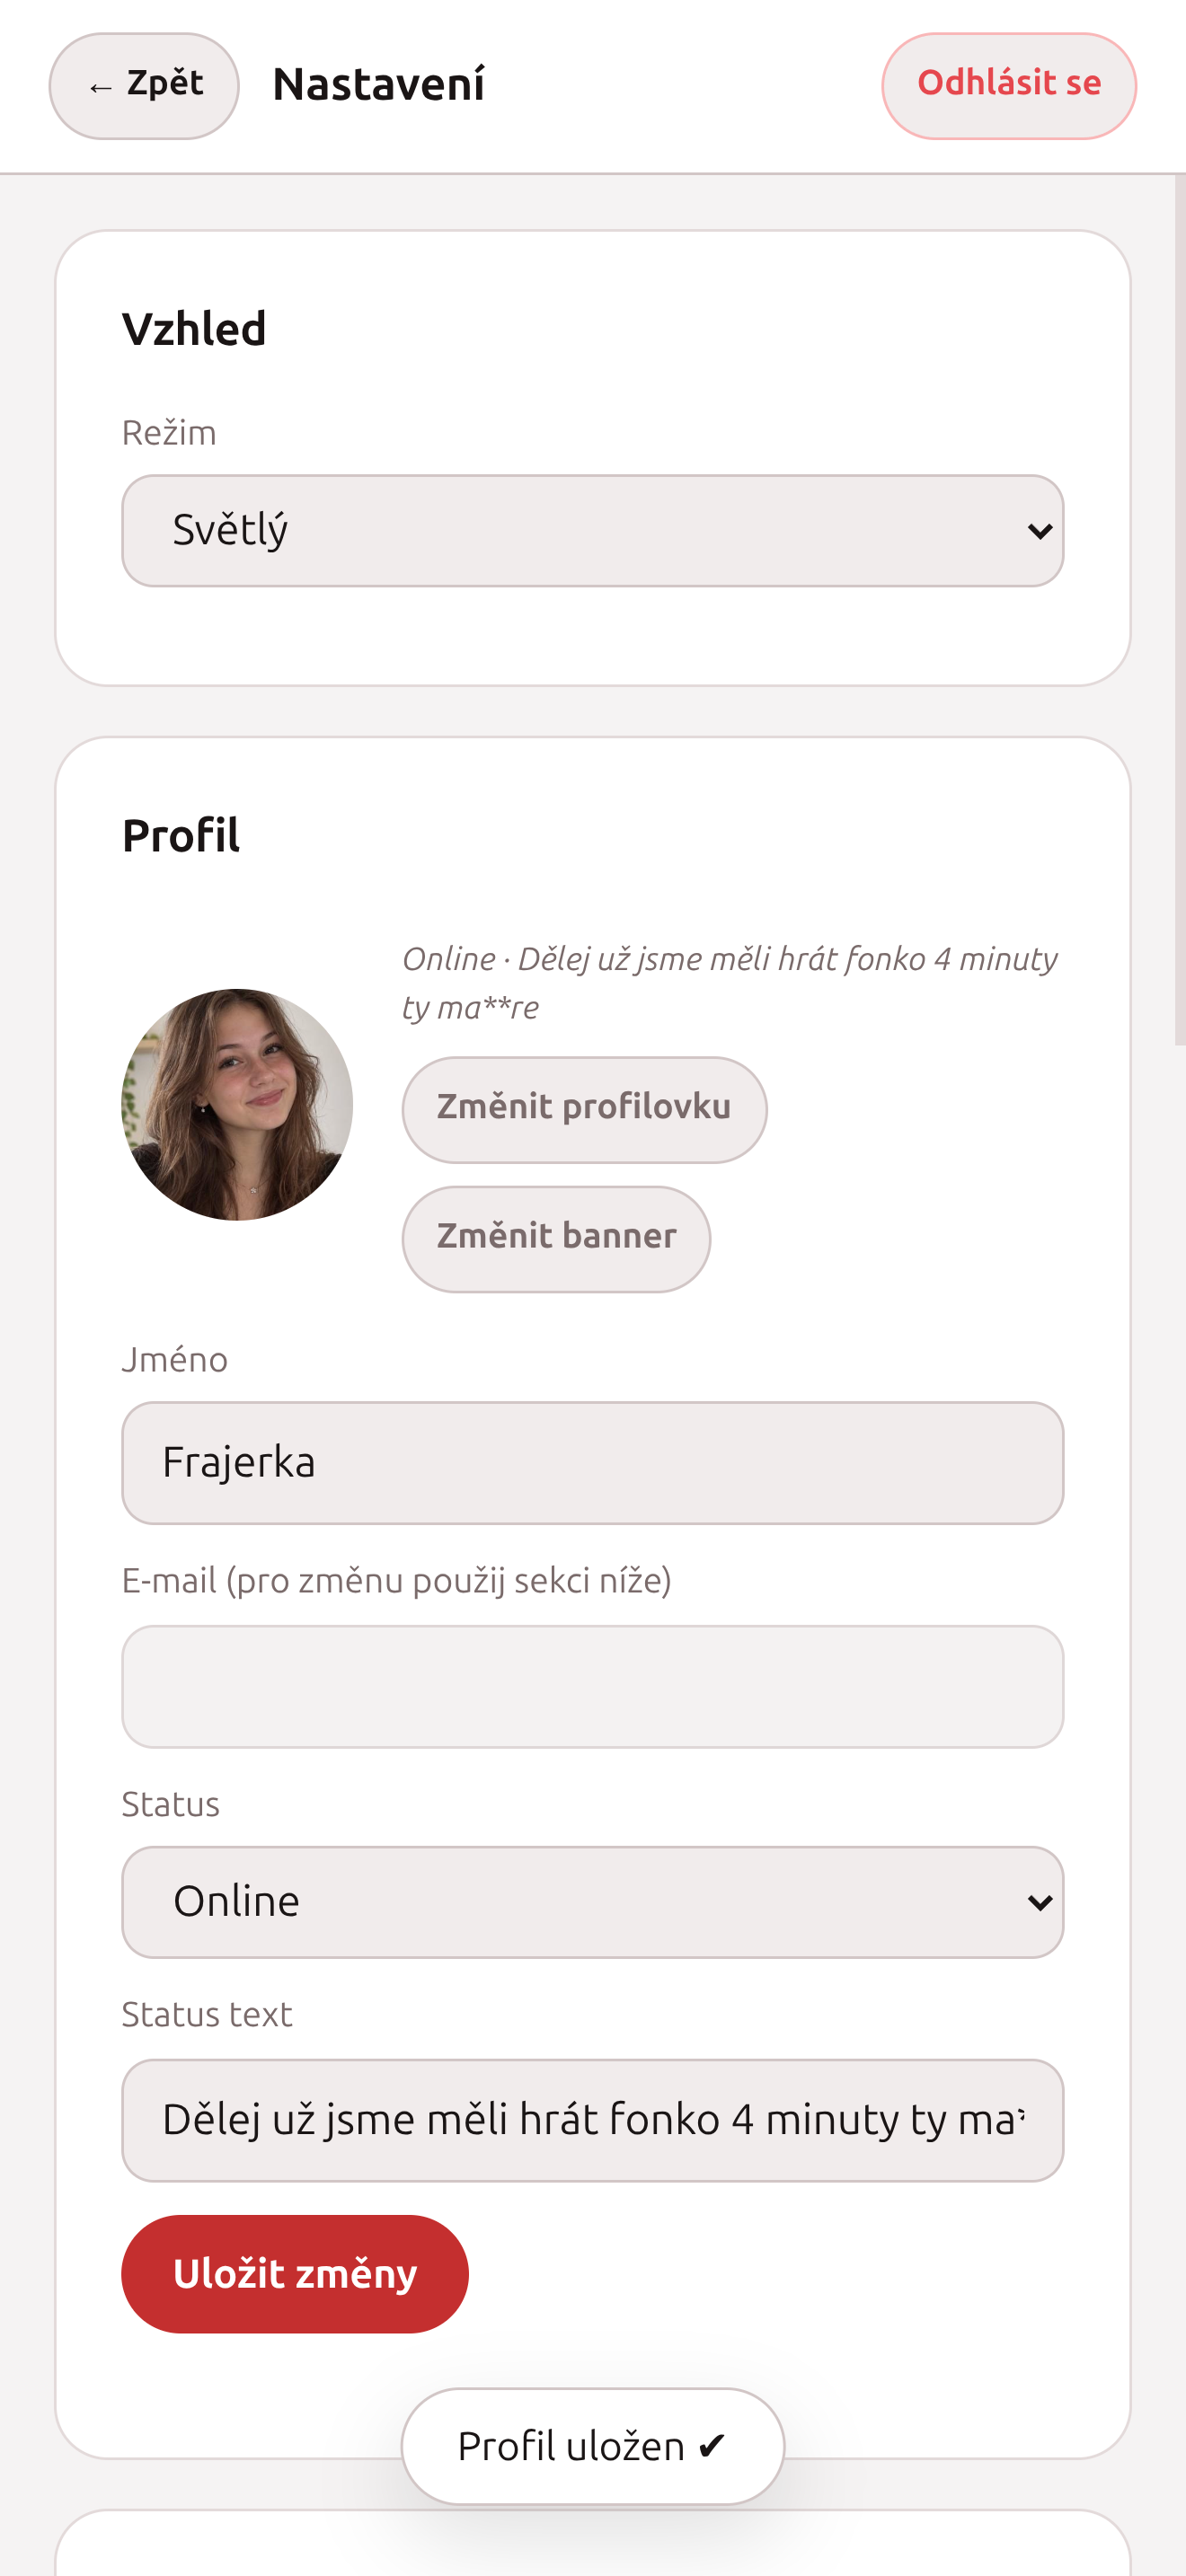 ← Zpět
Nastavení
Odhlásit se
Vzhled
Režim
Světlý
Profil
Online · Dělej už jsme měli hrát fonko 4 minuty
ty ma**re
Změnit profilovku
Změnit banner
Jméno
Frajerka
E-mail (pro změnu použij sekci níže)
Status
Online
Status text
Dělej už jsme měli hrát fonko 4 minuty ty ma*
Uložit změny
Profil uložen ✔